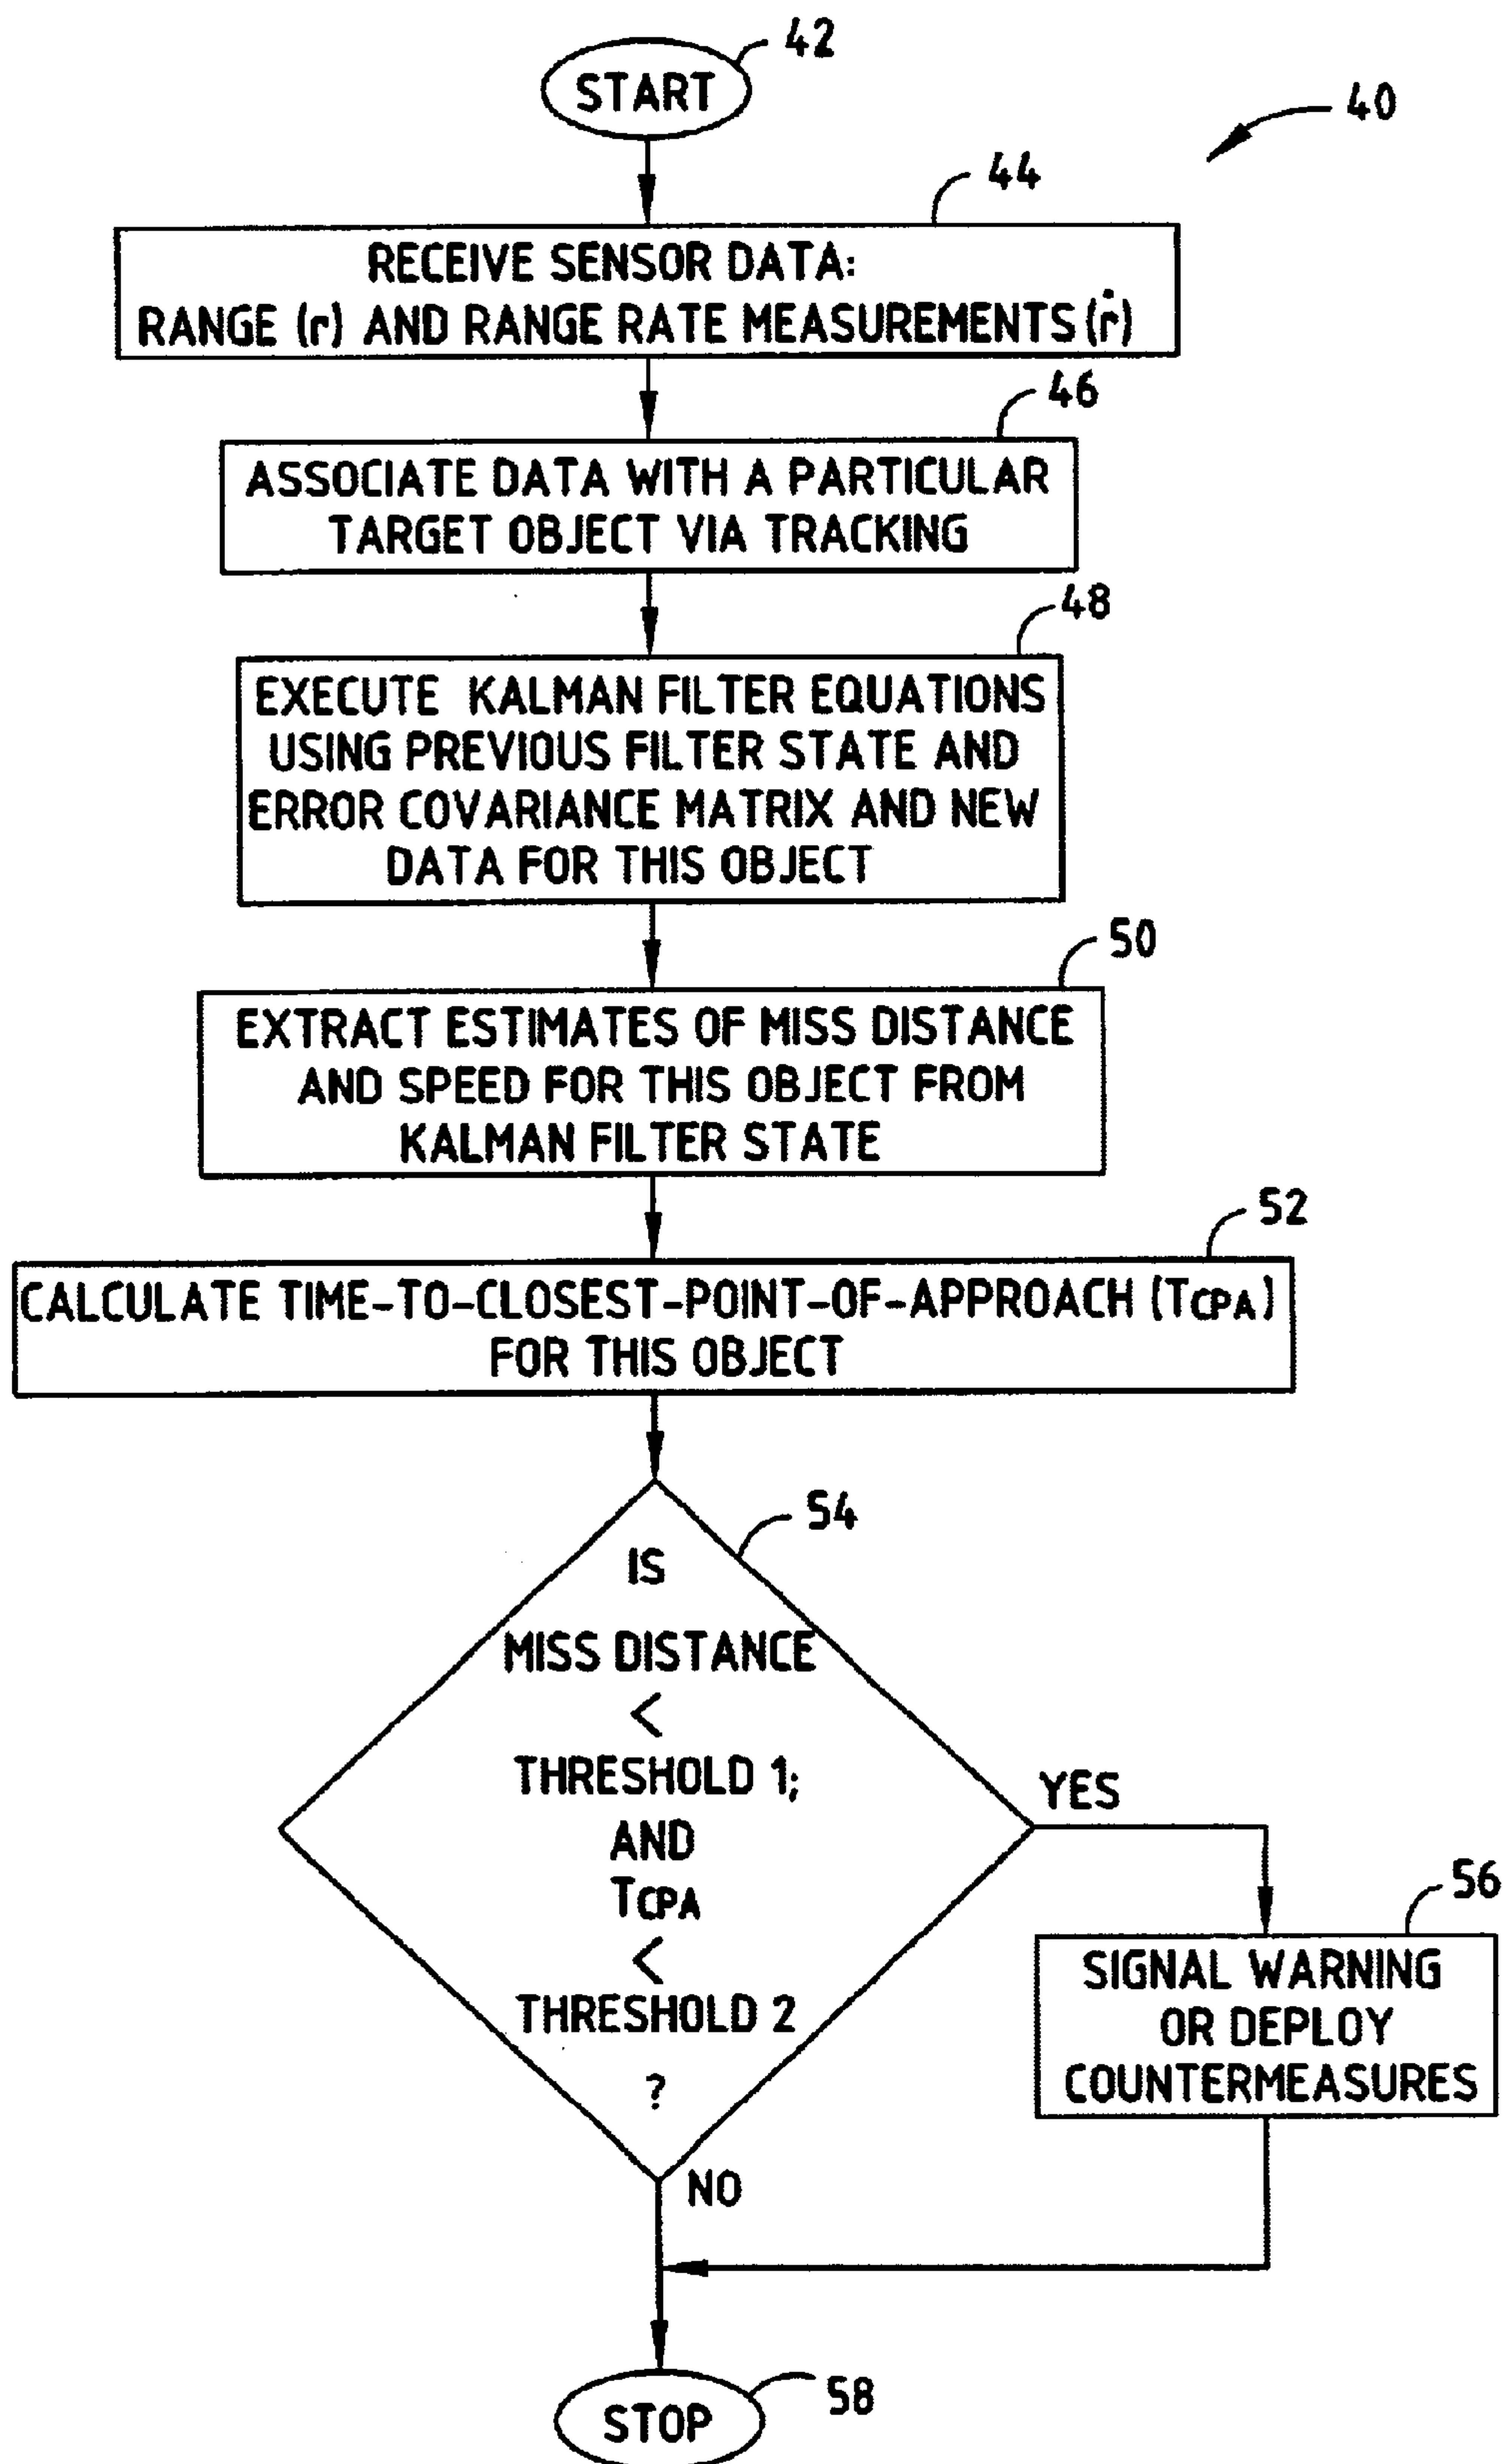 42
START
40
44
RECEIVE SENSOR DATA:
RANGE (r) AND RANGE RATE MEASUREMENTS (ṙ)
46
ASSOCIATE DATA WITH A PARTICULAR
TARGET OBJECT VIA TRACKING
48
EXECUTE KALMAN FILTER EQUATIONS
USING PREVIOUS FILTER STATE AND
ERROR COVARIANCE MATRIX AND NEW
DATA FOR THIS OBJECT
50
EXTRACT ESTIMATES OF MISS DISTANCE
AND SPEED FOR THIS OBJECT FROM
KALMAN FILTER STATE
52
CALCULATE TIME-TO-CLOSEST-POINT-OF-APPROACH (TCPA)
FOR THIS OBJECT
54
IS
MISS DISTANCE
<
THRESHOLD 1;
AND
TCPA
<
THRESHOLD 2
?
YES
56
SIGNAL WARNING
OR DEPLOY
COUNTERMEASURES
NO
58
STOP